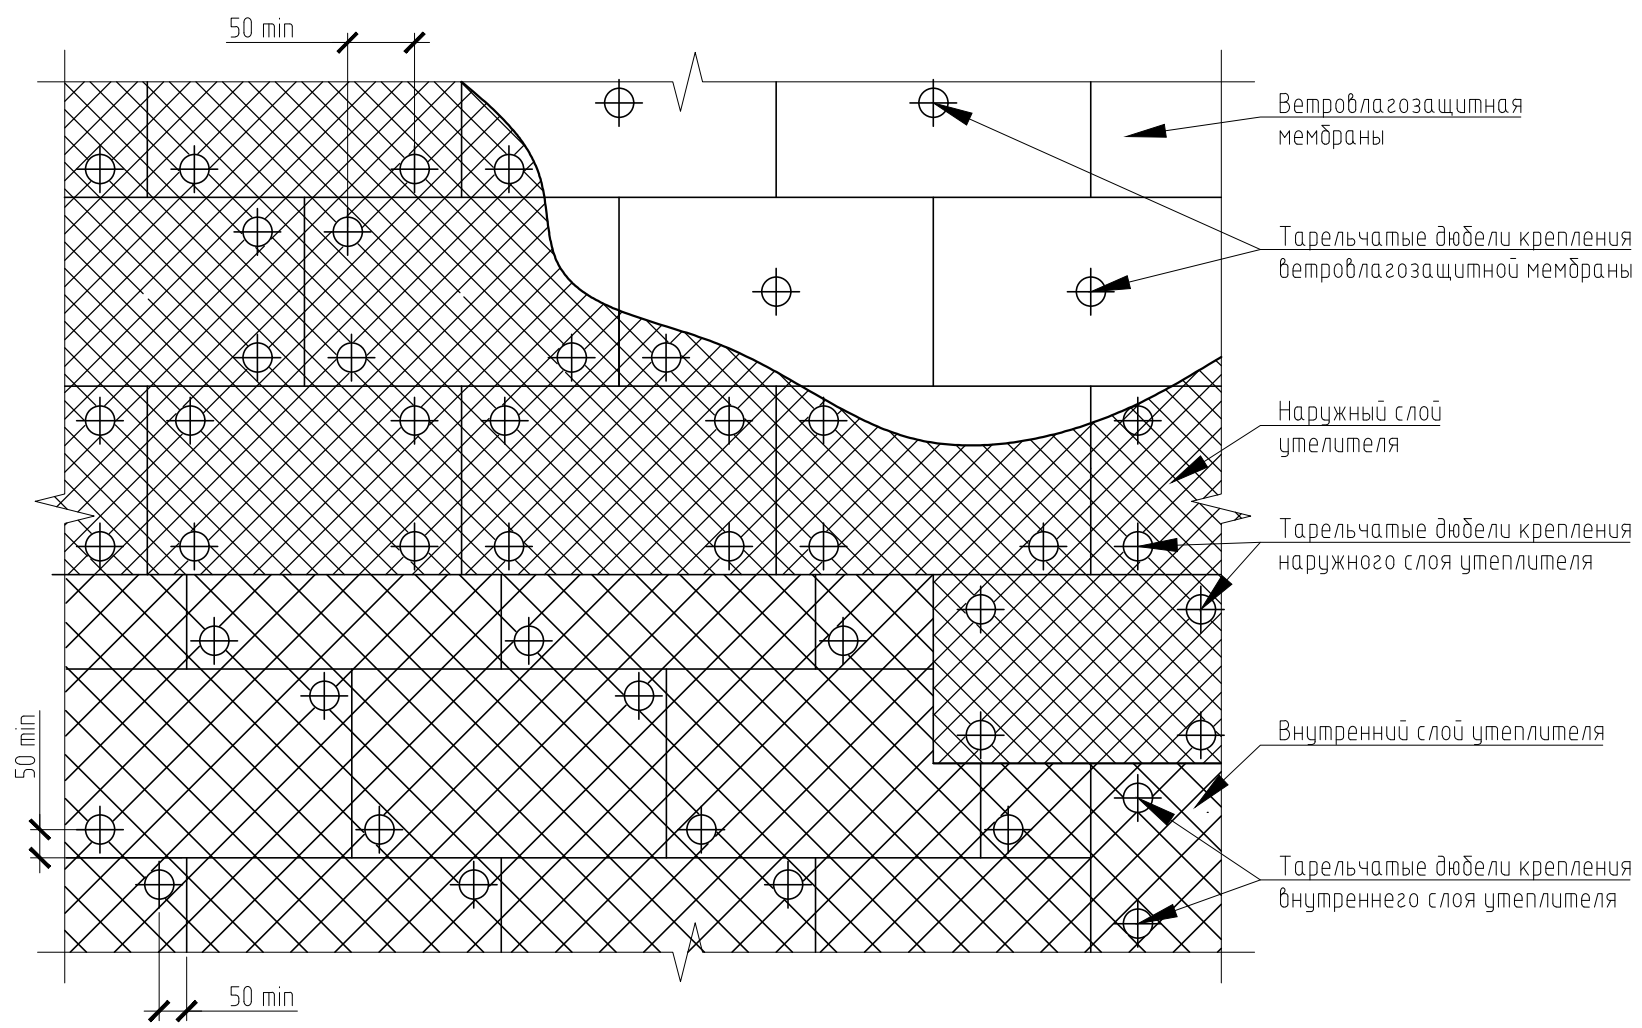 50 min
Ветровлагозащитная
мембраны
Тарельчатые дюбели крепления
ветровлагозащитной мембраны
Наружный слой
утелителя
Тарельчатые дюбели крепления
наружного слоя утеплителя
50 min
Внутренний слой утеплителя
Тарельчатые дюбели крепления
внутреннего слоя утеплителя
50 min